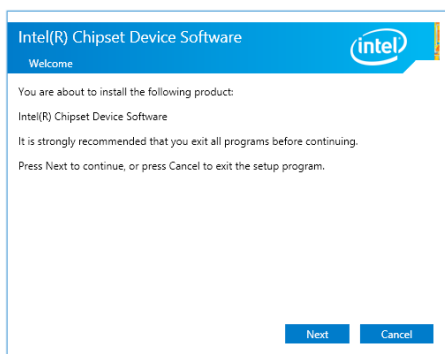 Intel(R) Chipset Device Software
intel
Welcome
You are about to install the following product:
Intel(R) Chipset Device Software
It is strongly recommended that you exit all programs before continuing.
Press Next to continue, or press Cancel to exit the setup program.
Next Cancel